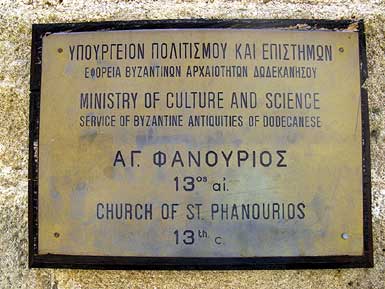 ΥΠΟΥΡΓΕΙΟΝ ΠΟΛΙΤΙΣΜΟΥ ΚΑΙ ΕΠΙΣΤΗΜΩΝ
ΕΦΟΡΕΙΑ ΒΥΖΑΝΤΙΝΩΝ ΑΡΧΑΙΟΤΗΤΩΝ ΔΩΔΕΚΑΝΗΣΟΥ
MINISTRY OF CULTURE AND SCIENCE
SERVICE OF BYZANTINE ANTIQUITIES OF DODECANESE
ΑΓ. ΦΑΝΟΥΡΙΟΣ
13ος αἰ.
CHURCH OF ST. PHANOURIOS
13th c.